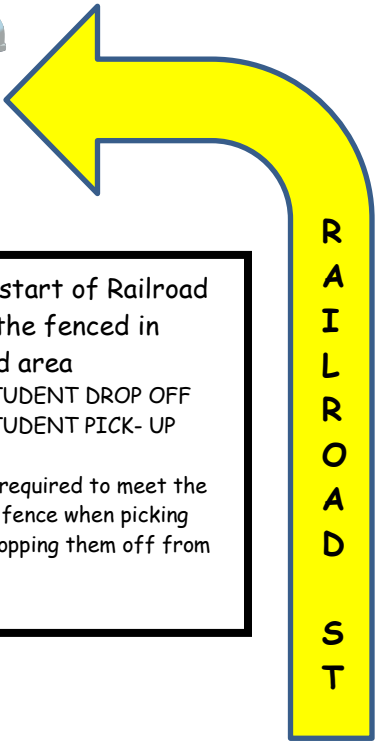 start of Railroad
the fenced in
area
TUDENT DROP OFF
TUDENT PICK- UP
required to meet the
fence when picking
opping them off from
R
A
I
L
R
O
A
D
S
T